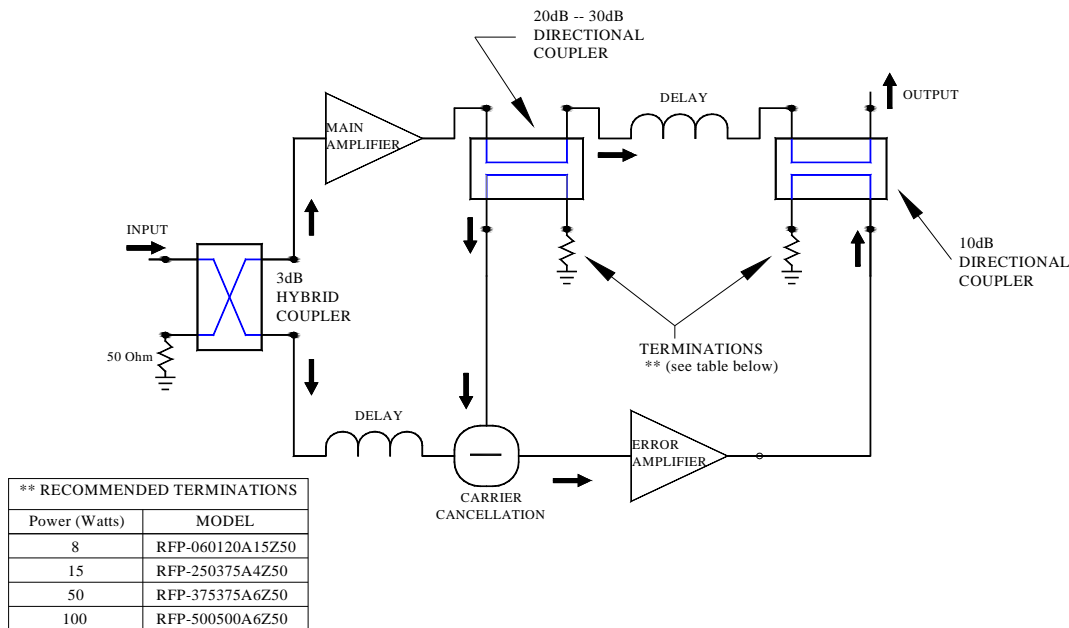 20dB -- 30dB
DIRECTIONAL
COUPLER
DELAY
OUTPUT
MAIN
AMPLIFIER
INPUT
3dB
HYBRID
COUPLER
10dB
DIRECTIONAL
COUPLER
50 Ohm
TERMINATIONS
** (see table below)
DELAY
ERROR
AMPLIFIER
CARRIER
CANCELLATION
** RECOMMENDED TERMINATIONS
Power (Watts) MODEL
8 RFP-060120A15Z50
15 RFP-250375A4Z50
50 RFP-375375A6Z50
100 RFP-500500A6Z50